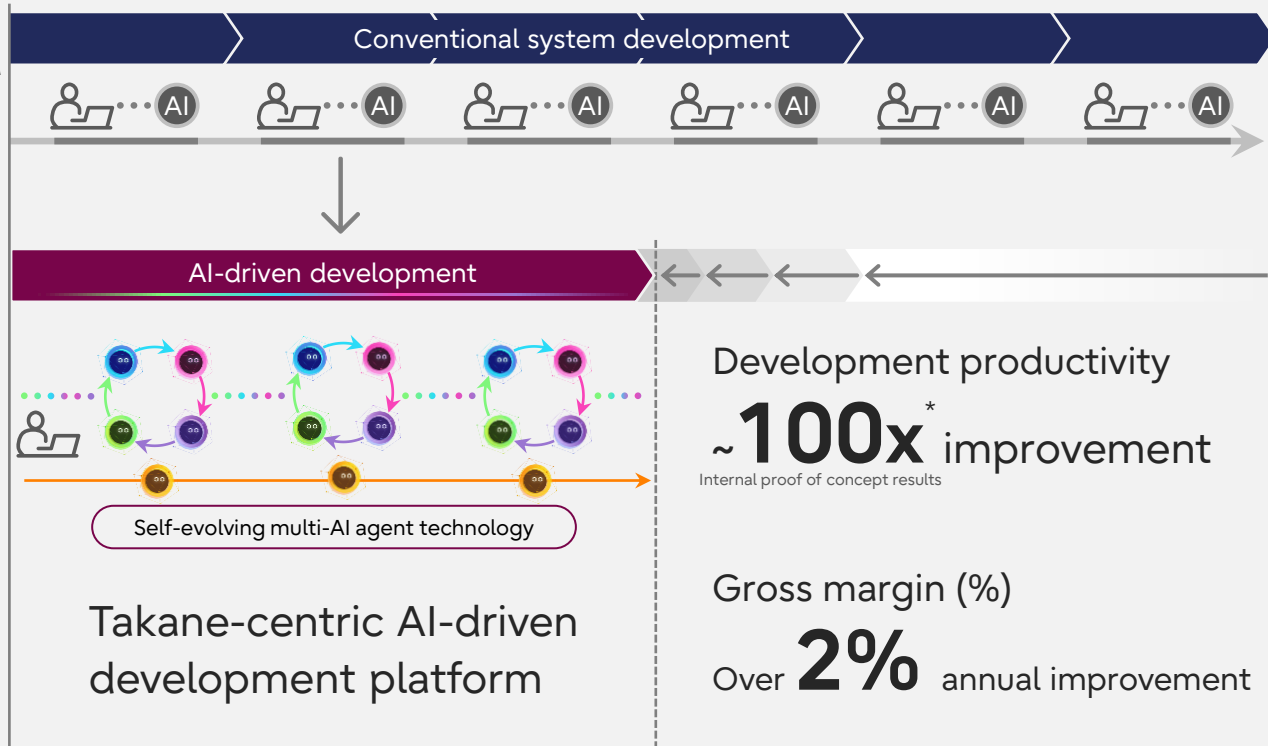 Conventional system development
AI AI AI AI AI AI
AI-driven development
Development productivity
~100x* improvement
Internal proof of concept results
Self-evolving multi-AI agent technology
Takane-centric AI-driven
development platform
Gross margin (%)
Over 2% annual improvement